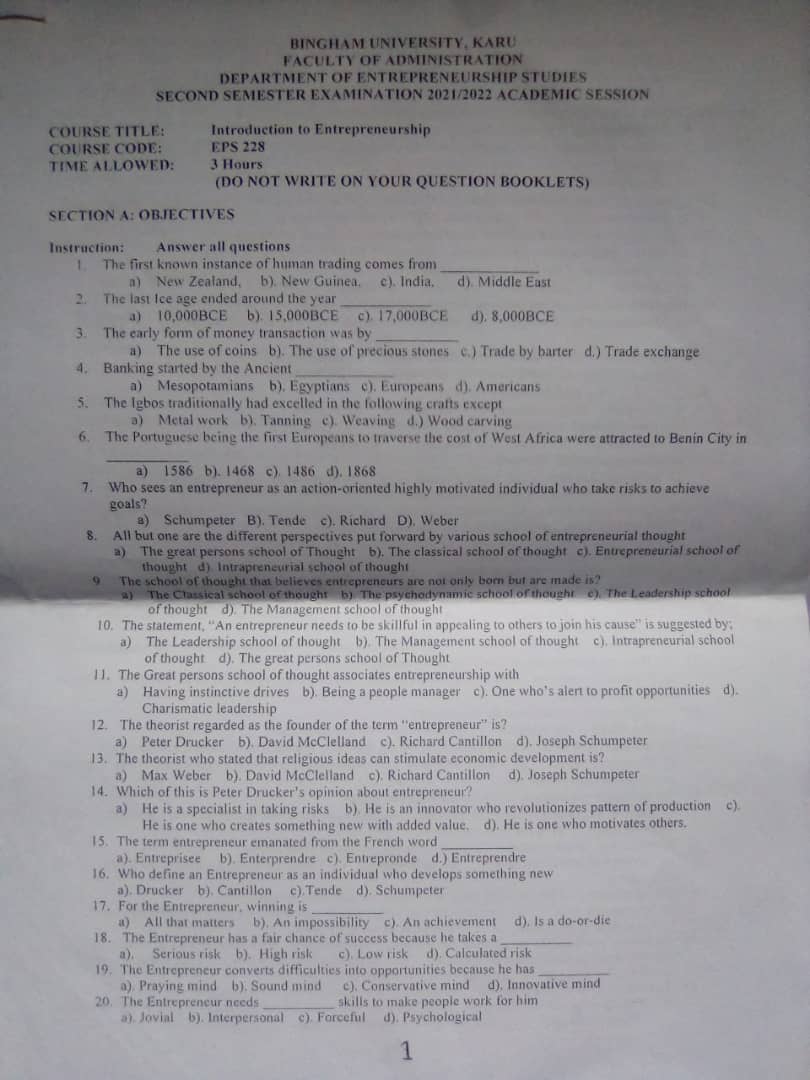 BINGHAM UNIVERSITY, KARU
FACULTY OF ADMINISTRATION
DEPARTMENT OF ENTREPRENEURSHIP STUDIES
SECOND SEMESTER EXAMINATION 2021/2022 ACADEMIC SESSION
COURSE TITLE: Introduction to Entrepreneurship
COURSE CODE: EPS 228
TIME ALLOWED: 3 Hours
(DO NOT WRITE ON YOUR QUESTION BOOKLETS)
SECTION A: OBJECTIVES
Instruction: Answer all questions
1. The first known instance of human trading comes from ____________
a) New Zealand, b). New Guinea, c). India, d). Middle East
2. The last Ice age ended around the year ____________
a) 10,000BCE b). 15,000BCE c). 17,000BCE d). 8,000BCE
3. The early form of money transaction was by ____________
a) The use of coins b). The use of precious stones c.) Trade by barter d.) Trade exchange
4. Banking started by the Ancient ____________
a) Mesopotamians b). Egyptians c). Europeans d). Americans
5. The Igbos traditionally had excelled in the following crafts except
a) Metal work b). Tanning c). Weaving d.) Wood carving
6. The Portuguese being the first Europeans to traverse the cost of West Africa were attracted to Benin City in
____________
a) 1586 b). 1468 c). 1486 d). 1868
7. Who sees an entrepreneur as an action-oriented highly motivated individual who take risks to achieve
goals?
a) Schumpeter B). Tende c). Richard D). Weber
8. All but one are the different perspectives put forward by various school of entrepreneurial thought
a) The great persons school of Thought b). The classical school of thought c). Entrepreneurial school of
thought d). Intrapreneurial school of thought
9 The school of thought that believes entrepreneurs are not only born but are made is?
a) The Classical school of thought b) The psychodynamic school of thought c). The Leadership school
of thought d). The Management school of thought
10. The statement, "An entrepreneur needs to be skillful in appealing to others to join his cause" is suggested by;
a) The Leadership school of thought b). The Management school of thought c). Intrapreneurial school
of thought d). The great persons school of Thought
11. The Great persons school of thought associates entrepreneurship with
a) Having instinctive drives b). Being a people manager c). One who's alert to profit opportunities d).
Charismatic leadership
12. The theorist regarded as the founder of the term "entrepreneur" is?
a) Peter Drucker b). David McClelland c). Richard Cantillon d). Joseph Schumpeter
13. The theorist who stated that religious ideas can stimulate economic development is?
a) Max Weber b). David McClelland c). Richard Cantillon d). Joseph Schumpeter
14. Which of this is Peter Drucker's opinion about entrepreneur?
a) He is a specialist in taking risks b). He is an innovator who revolutionizes pattern of production c).
He is one who creates something new with added value. d). He is one who motivates others.
15. The term entrepreneur emanated from the French word __________
a). Entreprisee b). Enterprendre c). Entrepronde d.) Entreprendre
16. Who define an Entrepreneur as an individual who develops something new
a). Drucker b). Cantillon c).Tende d). Schumpeter
17. For the Entrepreneur, winning is __________
a) All that matters b). An impossibility c). An achievement d). Is a do-or-die
18. The Entrepreneur has a fair chance of success because he takes a __________
a). Serious risk b). High risk c). Low risk d). Calculated risk
19. The Entrepreneur converts difficulties into opportunities because he has __________
a). Praying mind b). Sound mind c). Conservative mind d). Innovative mind
20. The Entrepreneur needs __________ skills to make people work for him
a). Jovial b). Interpersonal c). Forceful d). Psychological
1